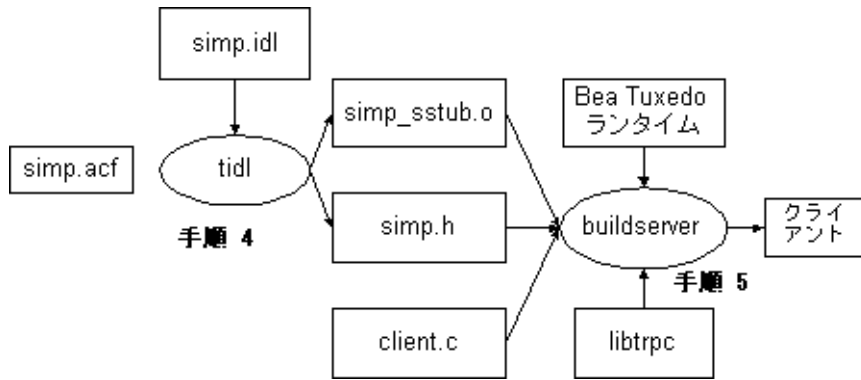 simp.idl
simp_sstub.o
Bea Tuxedo
ランタイム
simp.acf
tidl
手順 4
simp.h
buildserver
クライ
アント
手順 5
client.c
libtrpc